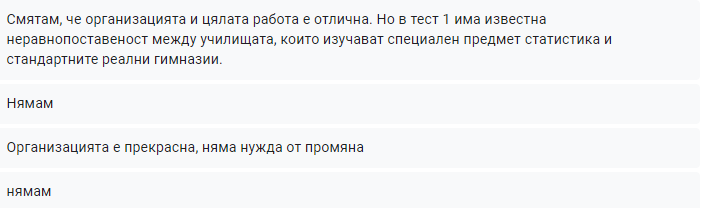 Смятам, че организацията и цялата работа е отлична. Но в тест 1 има известна
неравнопоставеност между училищата, които изучават специален предмет статистика и
стандартните реални гимназии.
Нямам
Организацията е прекрасна, няма нужда от промяна
нямам